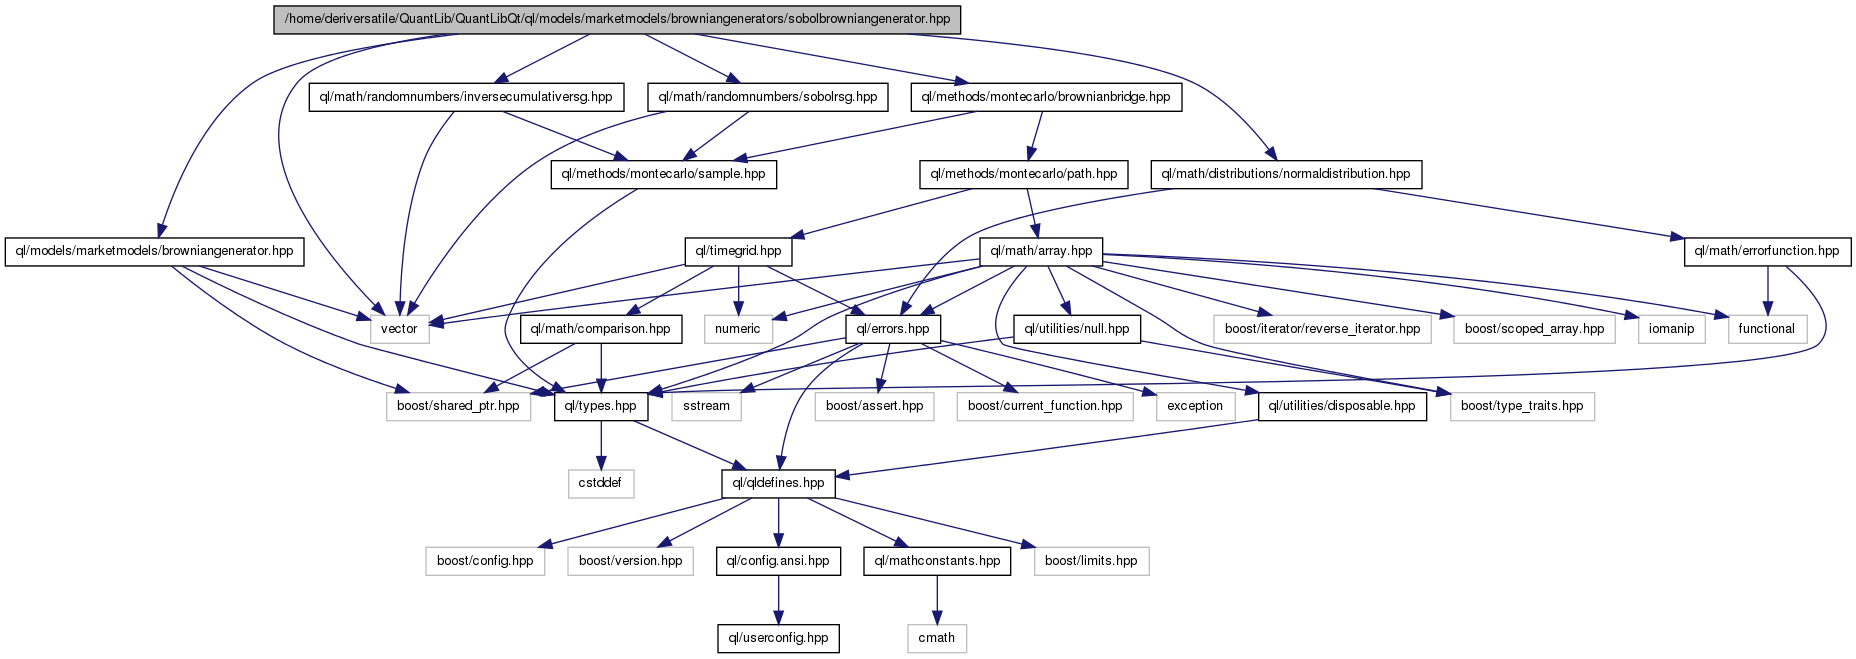 /home/deriversatile/QuantLib/QuantLibQt/ql/models/marketmodels/browniangenerators/sobolbrowniangenerator.hpp
ql/math/randomnumbers/inversecumulativersg.hpp
ql/math/randomnumbers/sobolrsg.hpp
ql/methods/montecarlo/brownianbridge.hpp
ql/methods/montecarlo/sample.hpp
ql/methods/montecarlo/path.hpp
ql/math/distributions/normaldistribution.hpp
ql/models/marketmodels/browniangenerator.hpp
ql/timegrid.hpp
ql/math/array.hpp
ql/math/errorfunction.hpp
vector
ql/math/comparison.hpp
numeric
ql/errors.hpp
ql/utilities/null.hpp
boost/iterator/reverse_iterator.hpp
boost/scoped_array.hpp
iomanip
functional
boost/shared_ptr.hpp
ql/types.hpp
sstream
boost/assert.hpp
boost/current_function.hpp
exception
ql/utilities/disposable.hpp
boost/type_traits.hpp
cstddef
ql/qldefines.hpp
boost/config.hpp
boost/version.hpp
ql/config.ansi.hpp
ql/mathconstants.hpp
boost/limits.hpp
ql/userconfig.hpp
cmath